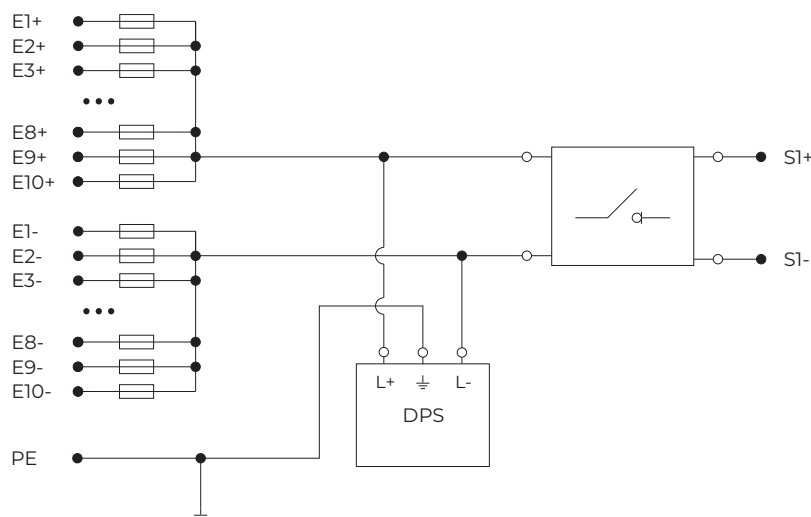 E1+
E2+
E3+
•••
E8+
E9+
E10+
S1+
E1-
E2-
E3-
•••
E8-
E9-
E10-
S1-
L+
L-
DPS
PE